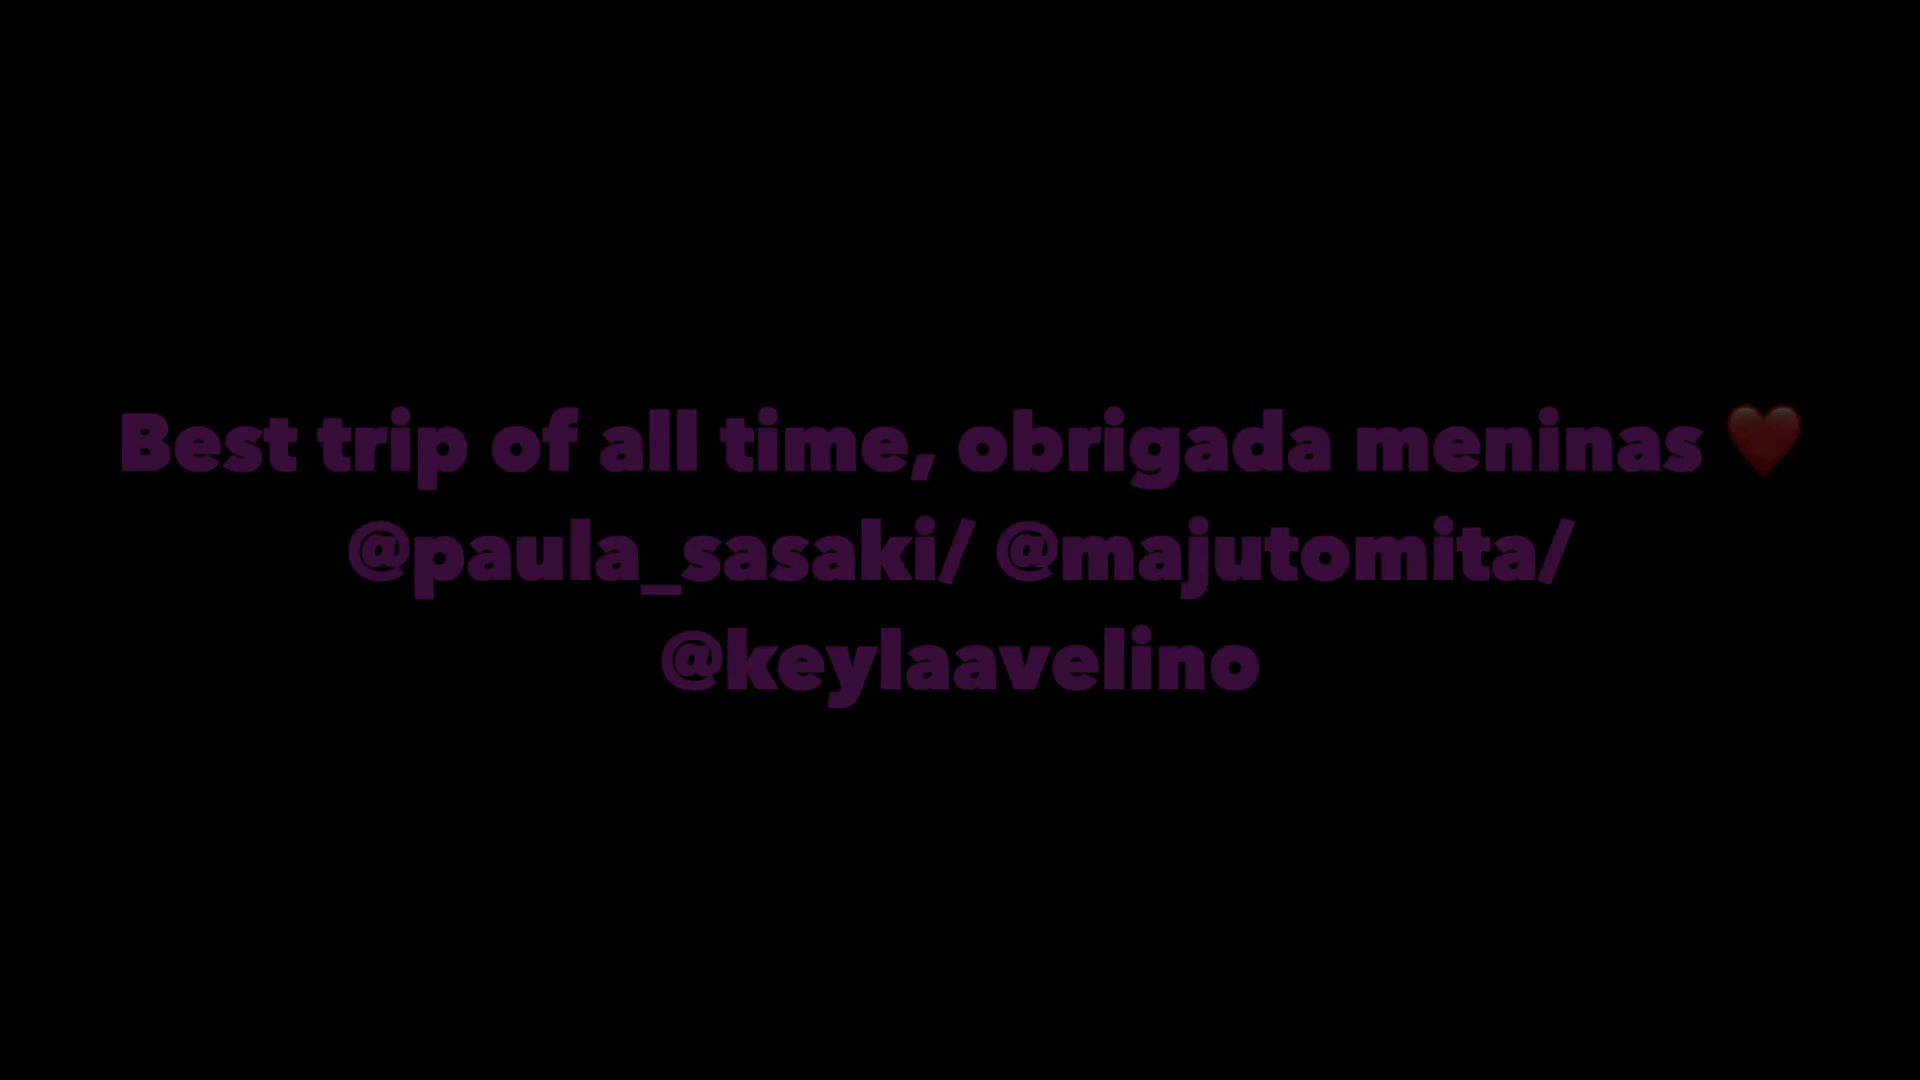 Best trip of all time, obrigada meninas ❤️
@paula_sasaki/ @majutomita/
@keylaavelino